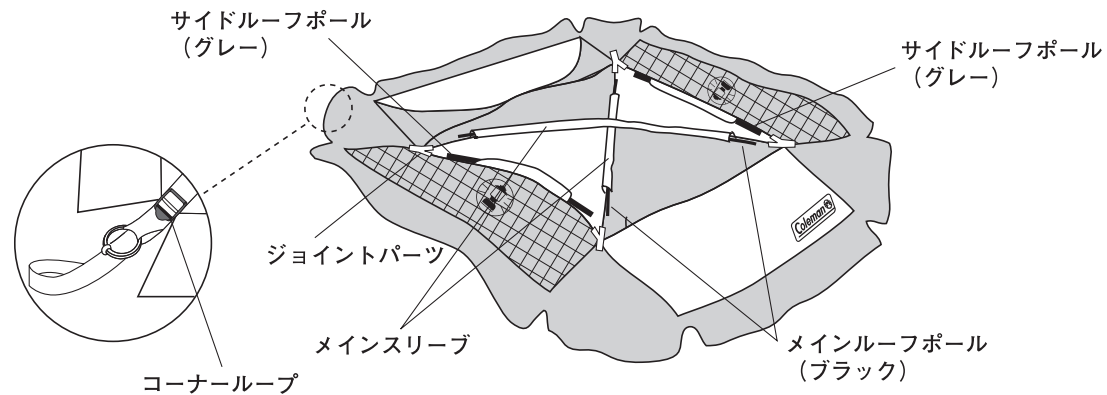 サイドルーフポール
（グレー）
サイドルーフポール
（グレー）
Coleman
ジョイントパーツ
メインスリーブ
メインルーフポール
（ブラック）
コーナーループ